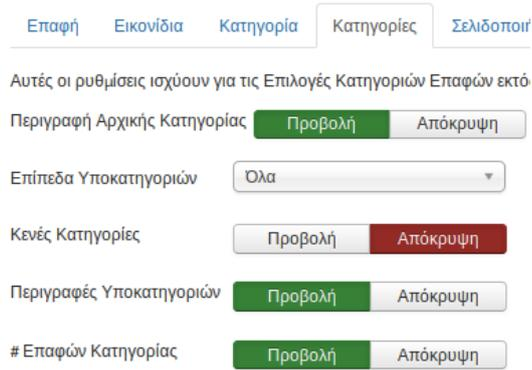 Επαφή Εικονίδια Κατηγορία Κατηγορίες
Αυτές οι ρυθμίσεις ισχύουν για τις Επιλογές Κατηγοριών Επαφών
Περιγραφή Αρχικής Κατηγορίας Προβολή Απόκρυψη
Επίπεδα Υποκατηγοριών Όλα
Κενές Κατηγορίες Προβολή Απόκρυψη
Περιγραφές Υποκατηγοριών Προβολή Απόκρυψη
# Επαφών Κατηγορίας Προβολή Απόκρυψη